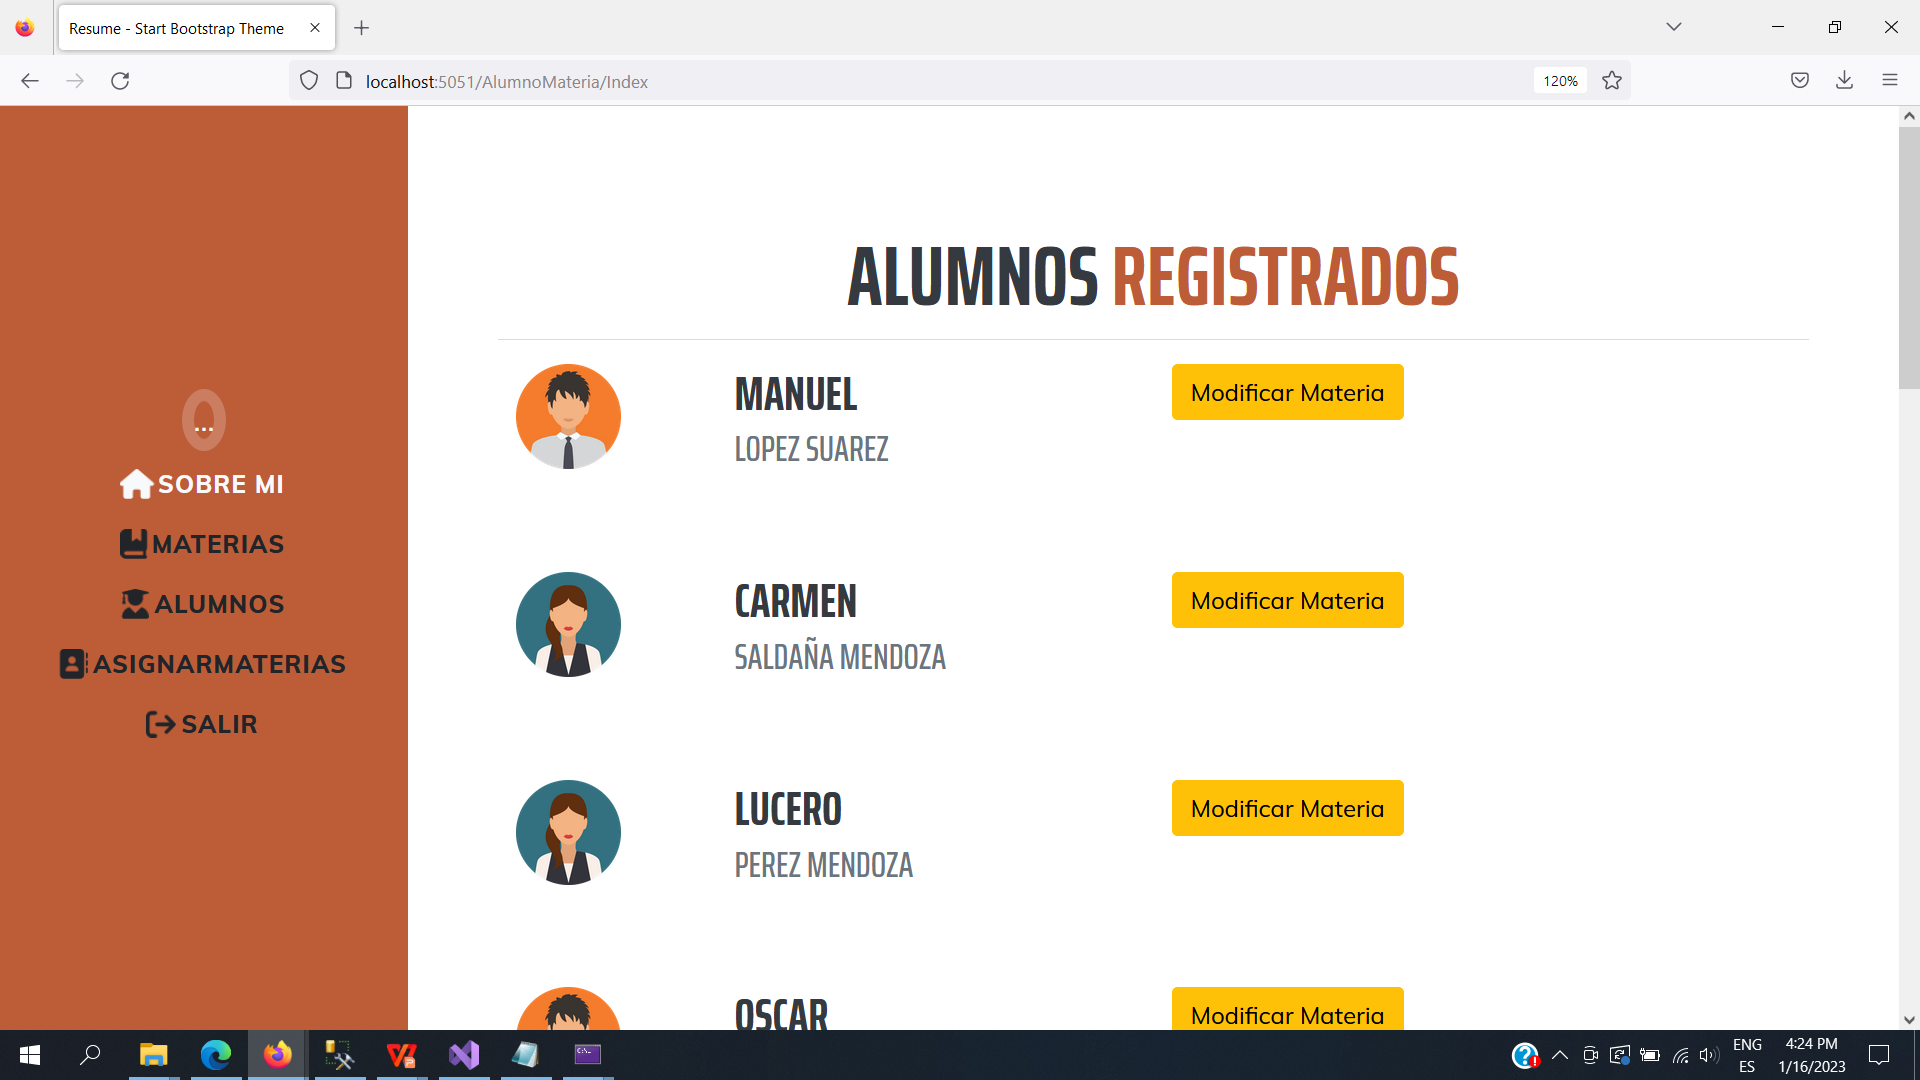 Resume - Start Bootstrap Theme
localhost:5051/AlumnoMateria/Index
120%
...
SOBRE MI
MATERIAS
ALUMNOS
ASIGNARMATERIAS
SALIR
ALUMNOS REGISTRADOS
MANUEL
LOPEZ SUAREZ
Modificar Materia
CARMEN
SALDAÑA MENDOZA
Modificar Materia
LUCERO
PEREZ MENDOZA
Modificar Materia
OSCAR
Modificar Materia
ENG
ES
4:24 PM
1/16/2023